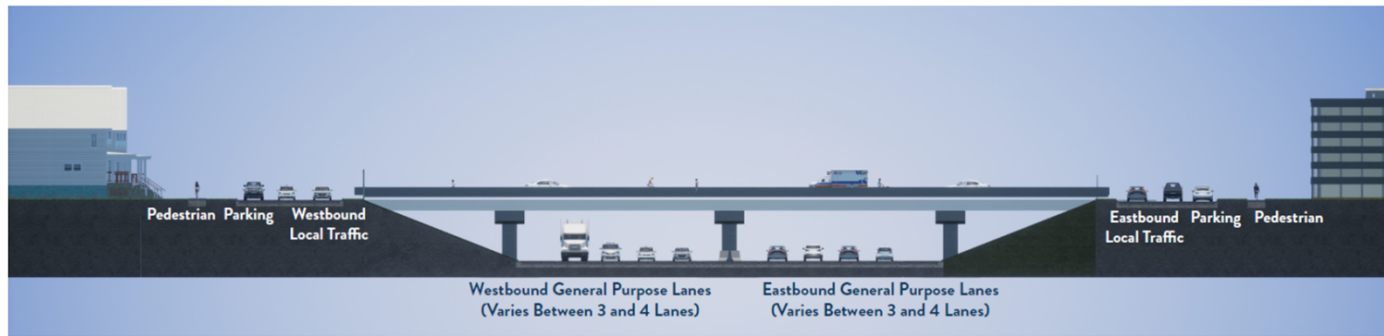 Pedestrian
Parking
Westbound
Local Traffic
Eastbound
Local Traffic
Parking
Pedestrian
Westbound General Purpose Lanes
(Varies Between 3 and 4 Lanes)
Eastbound General Purpose Lanes
(Varies Between 3 and 4 Lanes)